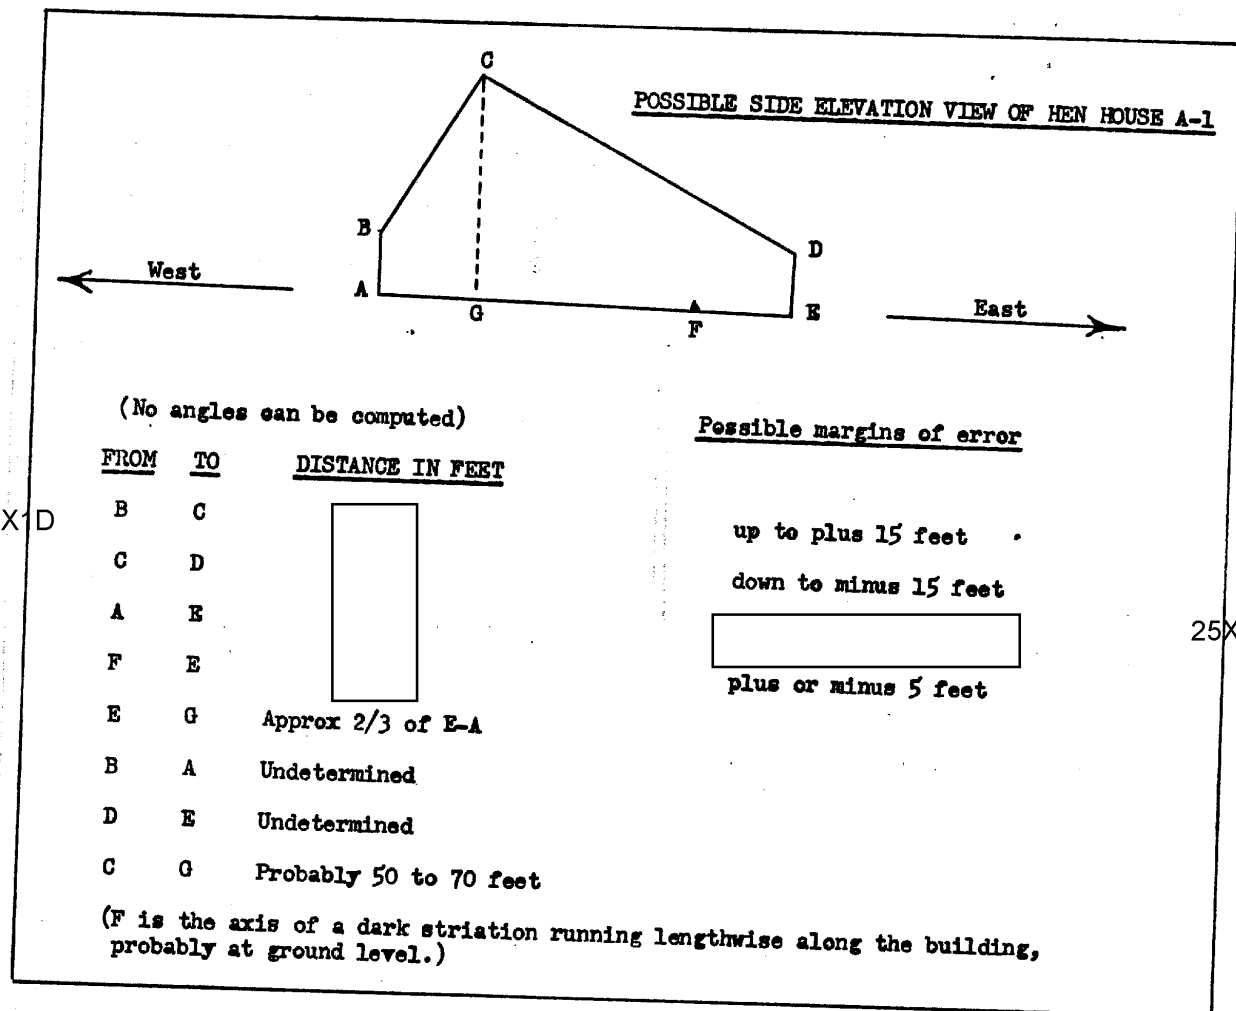 C
POSSIBLE SIDE ELEVATION VIEW OF HEN HOUSE A-1
B
D
West
A
G
F
E
East
(No angles can be computed)
Possible margins of error
FROM TO DISTANCE IN FEET
B C
up to plus 15 feet
X1D
C D
down to minus 15 feet
A E
25X
F E
plus or minus 5 feet
E G Approx 2/3 of E-A
B A Undetermined
D E Undetermined
C G Probably 50 to 70 feet
(F is the axis of a dark striation running lengthwise along the building,
probably at ground level.)